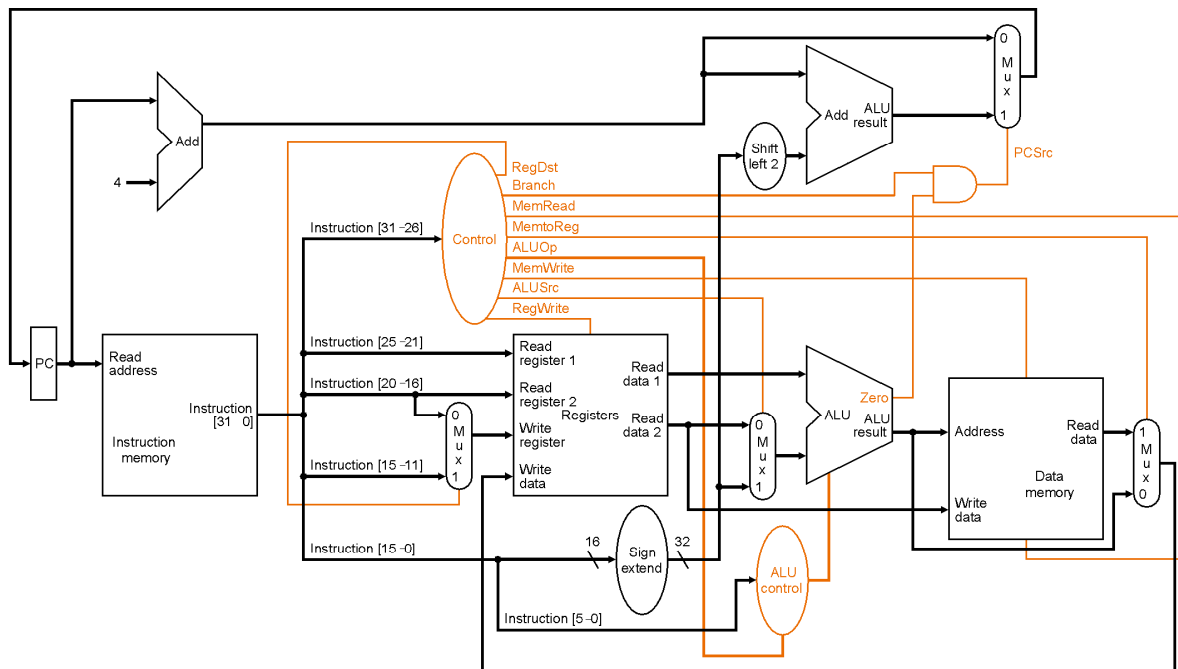 0
M
u
x
1
Add
ALU
result
Add
Shift
left 2
PCSrc
4
RegDst
Branch
MemRead
MemtoReg
ALUOp
MemWrite
ALUSrc
RegWrite
Control
Instruction [31–26]
Instruction [25–21]
Instruction [20–16]
Instruction [15–11]
Instruction [15–0]
Instruction [5–0]
PC
Read
address
Instruction
[31 0]
Instruction
memory
0
M
u
x
1
Read
register 1
Read
register 2
Write
register
Write
data
Registers
Read
data 1
Read
data 2
0
M
u
x
1
Zero
ALU
ALU
result
Address
Write
data
Read
data
Data
memory
1
M
u
x
0
16
Sign
extend
32
ALU
control